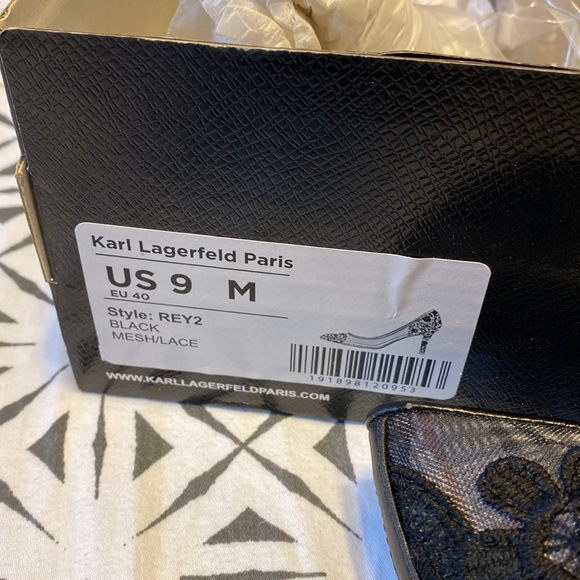 Karl Lagerfeld Paris
US 9 M
EU 40
Style: REY2
BLACK
MESH/LACE
191898120953
WWW.KARLLAGERFELDPARIS.COM